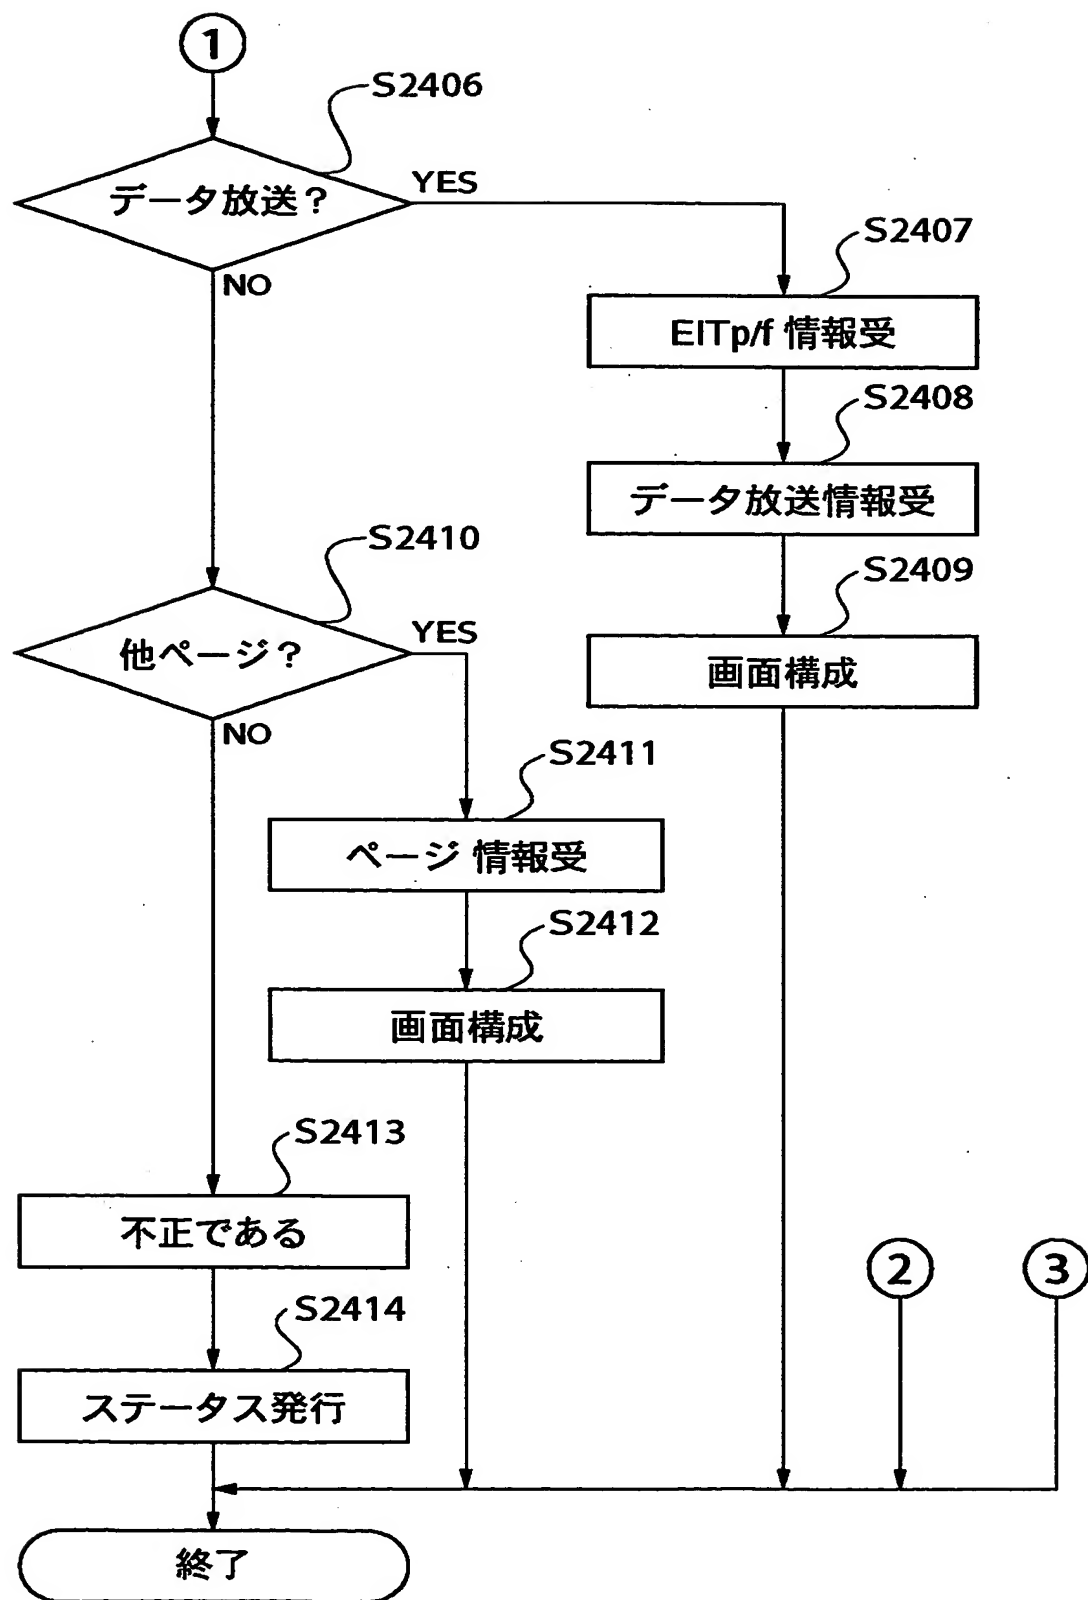 ①
S2406
データ放送？
YES
NO
S2407
EITp/f 情報受
S2408
データ放送情報受
S2409
画面構成
S2410
他ページ？
YES
NO
S2411
ページ 情報受
S2412
画面構成
S2413
不正である
S2414
ステータス発行
②
③
終了